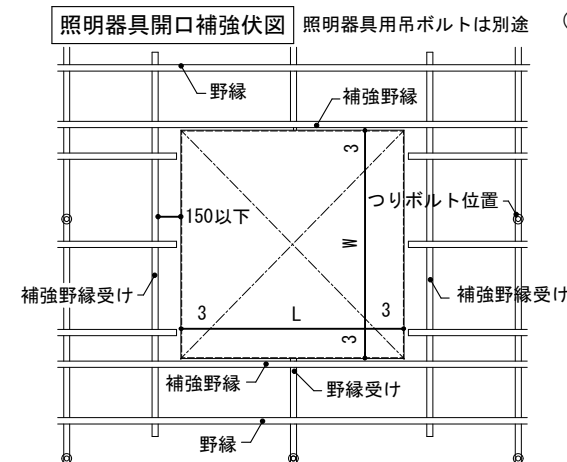 照明器具開口補強伏図 照明器具用吊ボルトは別途
野縁
補強野縁
3
つりボルト位置
150以下
W
補強野縁受け
補強野縁受け
3 L 3
3
補強野縁
野縁受け
野縁